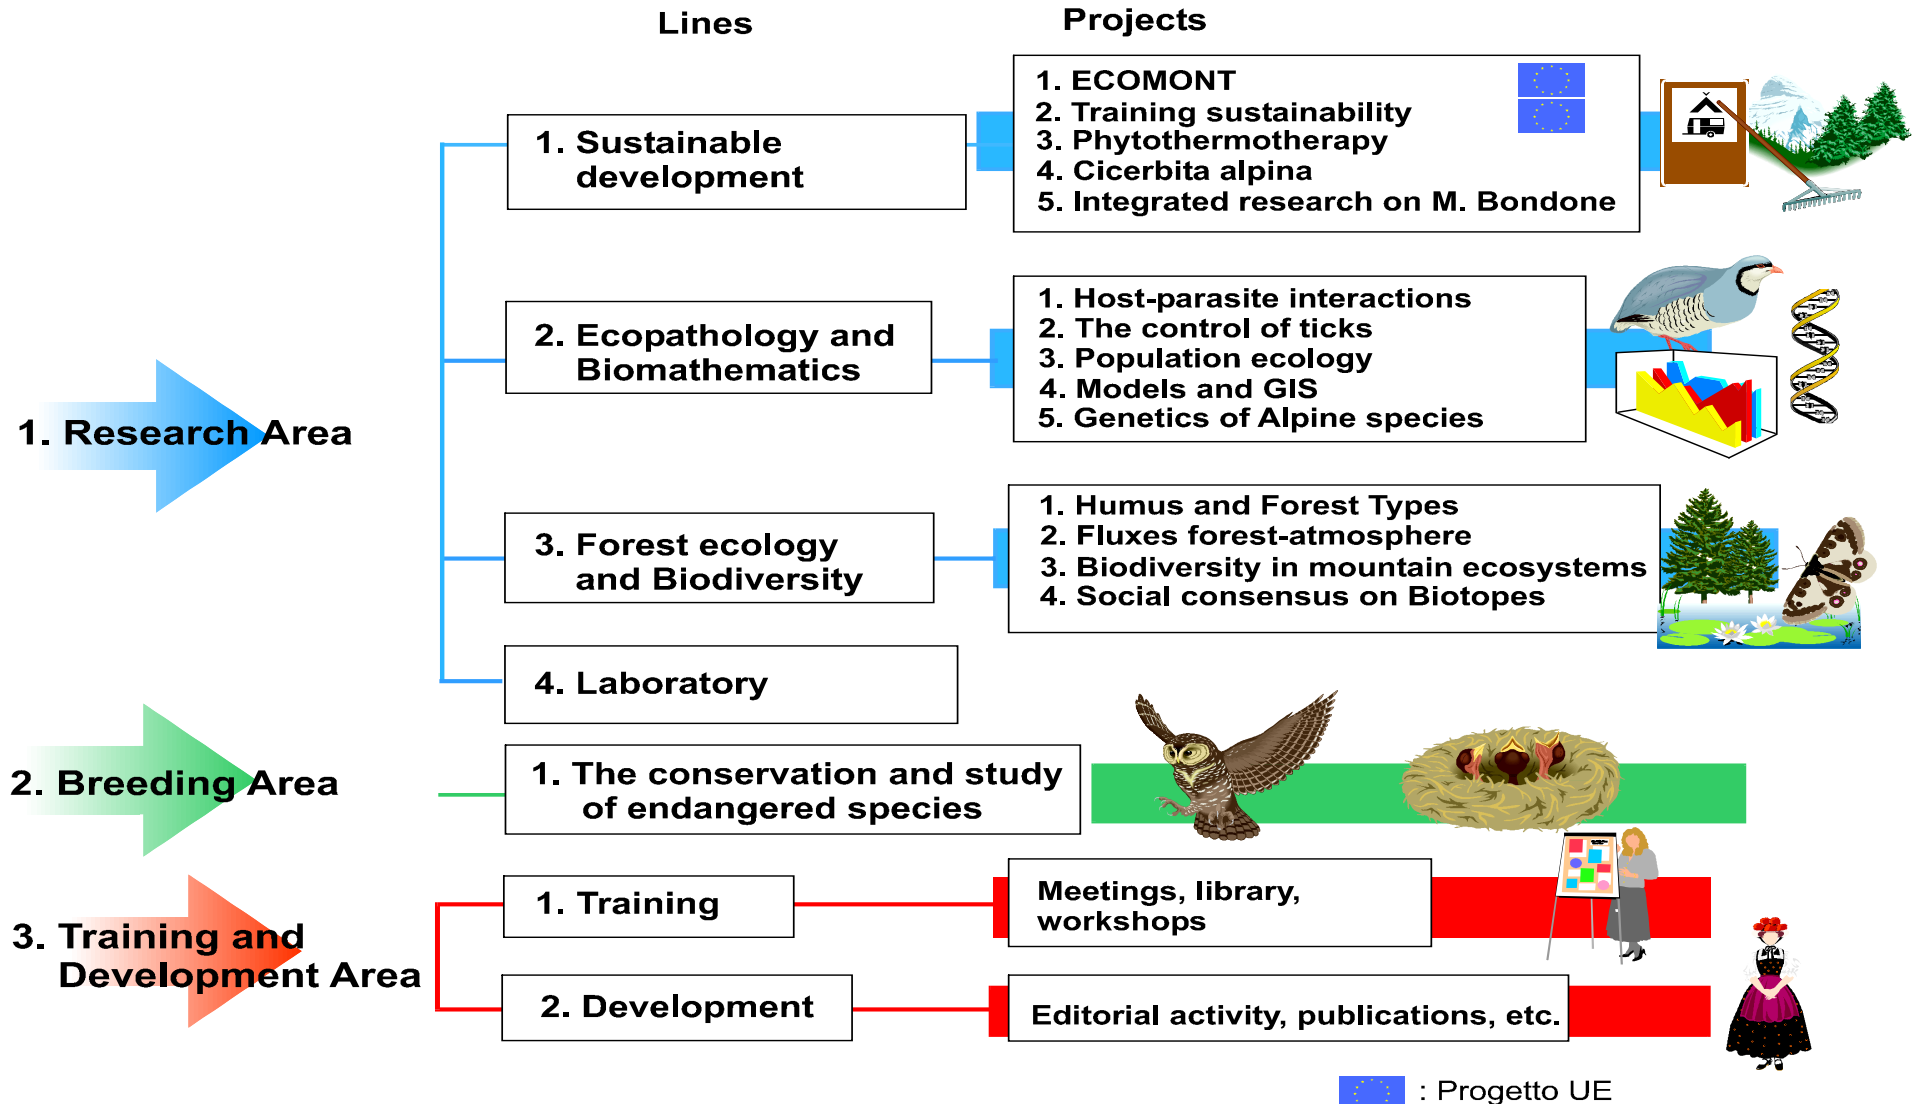 Lines
Projects
1. Research Area
1. Sustainable
development
1. ECOMONT
2. Training sustainability
3. Phytothermotherapy
4. Cicerbita alpina
5. Integrated research on M. Bondone
2. Ecopathology and
Biomathematics
1. Host-parasite interactions
2. The control of ticks
3. Population ecology
4. Models and GIS
5. Genetics of Alpine species
3. Forest ecology
and Biodiversity
1. Humus and Forest Types
2. Fluxes forest-atmosphere
3. Biodiversity in mountain ecosystems
4. Social consensus on Biotopes
4. Laboratory
2. Breeding Area
1. The conservation and study
of endangered species
3. Training and
Development Area
1. Training
Meetings, library,
workshops
2. Development
Editorial activity, publications, etc.
: Progetto UE